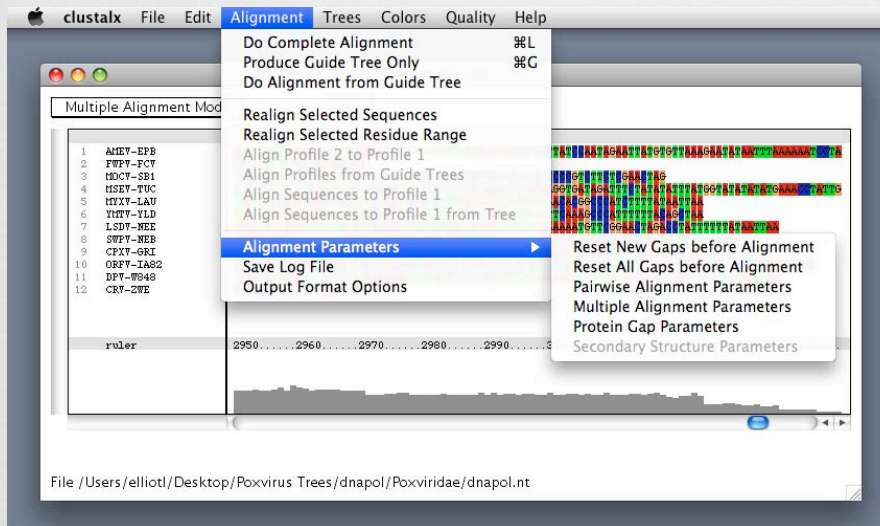 clustalx File Edit Alignment Trees Colors Quality Help
Do Complete Alignment ⌘L
Produce Guide Tree Only ⌘G
Do Alignment from Guide Tree
Multiple Alignment Mod
Realign Selected Sequences
Realign Selected Residue Range
Align Profile 2 to Profile 1
Align Profiles from Guide Trees
Align Sequences to Profile 1
Align Sequences to Profile 1 from Tree
Alignment Parameters
Save Log File
Output Format Options
Reset New Gaps before Alignment
Reset All Gaps before Alignment
Pairwise Alignment Parameters
Multiple Alignment Parameters
Protein Gap Parameters
Secondary Structure Parameters
1 AMEV-EPB
2 FWPV-FCV
3 MOCV-SB1
4 MSEV-TUC
5 MYXV-LAU
6 YMTV-YLD
7 LSDV-NEE
8 SWPV-NEB
9 CPXV-GRI
10 ORFV-IA82
11 DPV-W848
12 CRV-ZWE
ruler 2950......2960......2970......2980......2990......3
File /Users/elliotl/Desktop/Poxvirus Trees/dnapol/Poxviridae/dnapol.nt